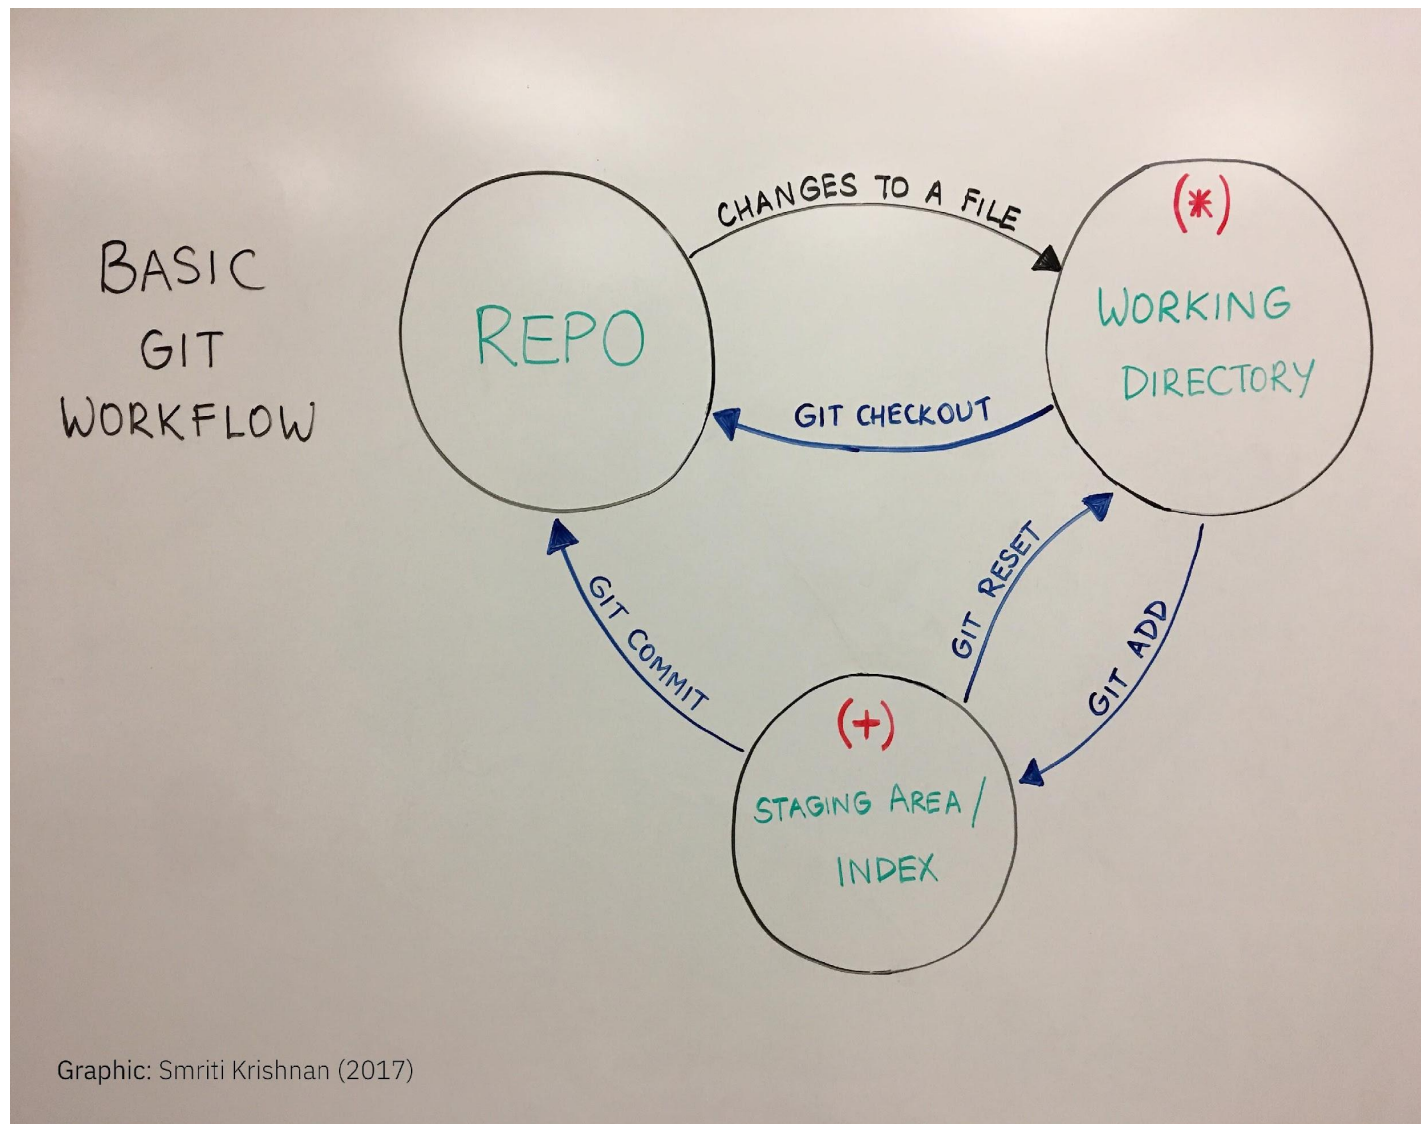 BASIC
GIT
WORKFLOW
CHANGES TO A FILE
REPO
(*)
WORKING
DIRECTORY
GIT CHECKOUT
GIT RESET
GIT ADD
GIT COMMIT
(+)
STAGING AREA/
INDEX
Graphic: Smriti Krishnan (2017)